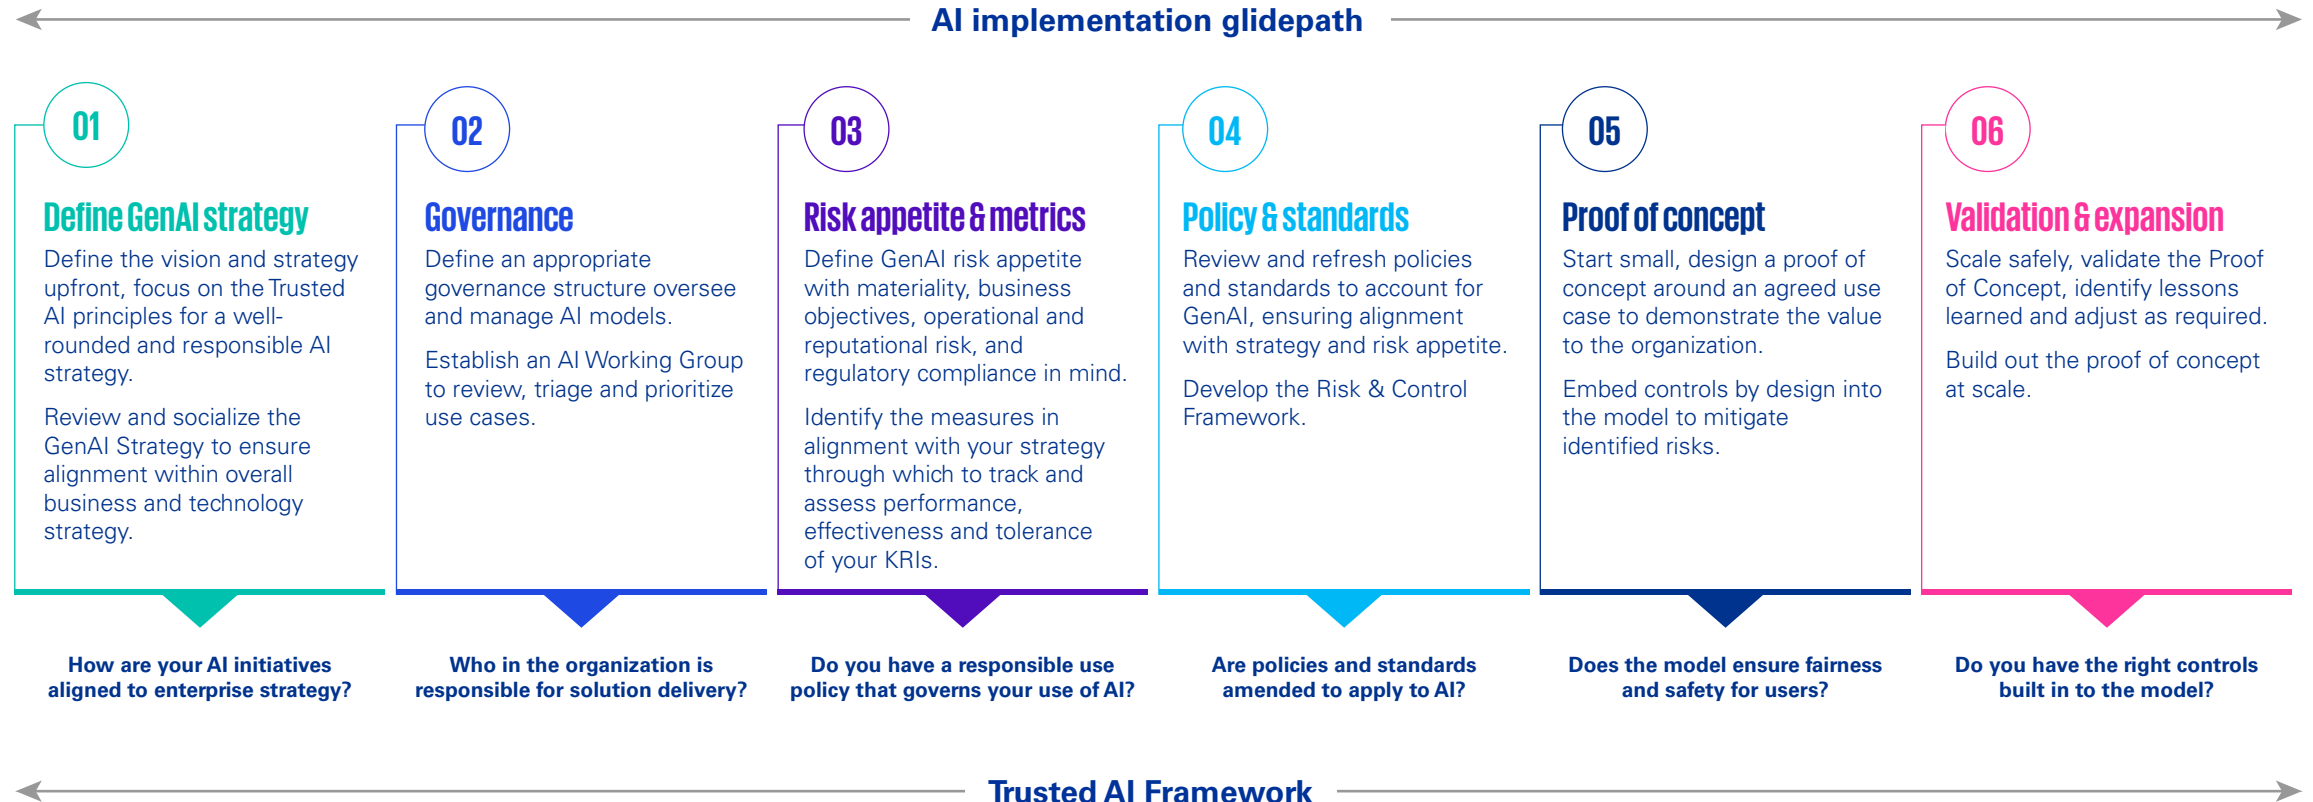 AI implementation glidepath
01
Define GenAI strategy
Define the vision and strategy
upfront, focus on the Trusted
AI principles for a well-
rounded and responsible AI
strategy.
Review and socialize the
GenAI Strategy to ensure
alignment within overall
business and technology
strategy.
How are your AI initiatives
aligned to enterprise strategy?
02
Governance
Define an appropriate
governance structure oversee
and manage AI models.
Establish an AI Working Group
to review, triage and prioritize
use cases.
Who in the organization is
responsible for solution delivery?
03
Risk appetite & metrics
Define GenAI risk appetite
with materiality, business
objectives, operational and
reputational risk, and
regulatory compliance in mind.
Identify the measures in
alignment with your strategy
through which to track and
assess performance,
effectiveness and tolerance
of your KRIs.
Do you have a responsible use
policy that governs your use of AI?
04
Policy & standards
Review and refresh policies
and standards to account for
GenAI, ensuring alignment
with strategy and risk appetite.
Develop the Risk & Control
Framework.
Are policies and standards
amended to apply to AI?
05
Proof of concept
Start small, design a proof of
concept around an agreed use
case to demonstrate the value
to the organization.
Embed controls by design into
the model to mitigate
identified risks.
Does the model ensure fairness
and safety for users?
06
Validation & expansion
Scale safely, validate the Proof
of Concept, identify lessons
learned and adjust as required.
Build out the proof of concept
at scale.
Do you have the right controls
built in to the model?
Trusted AI Framework